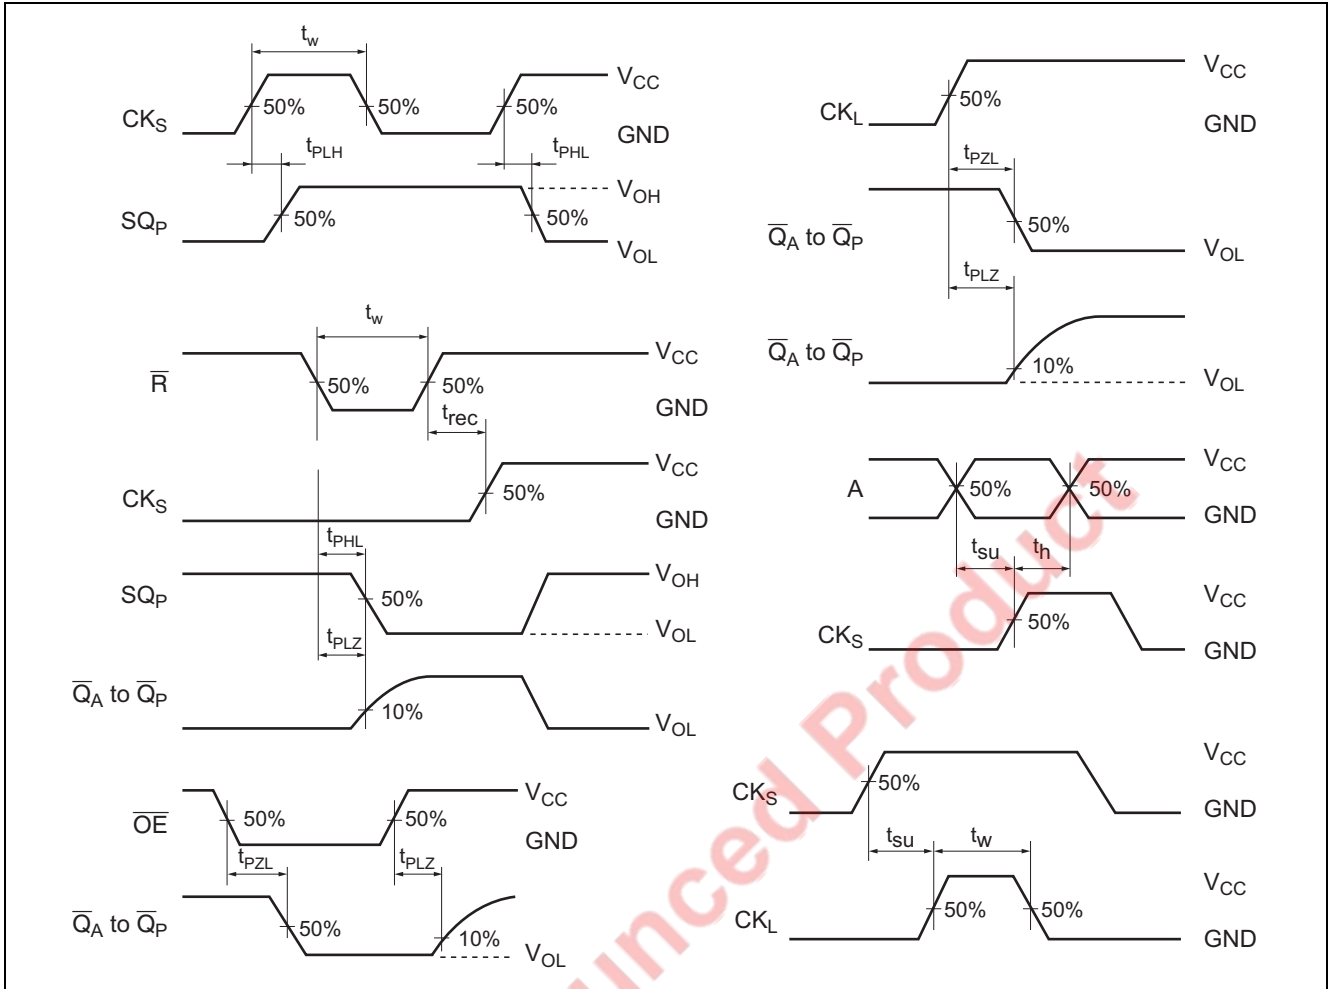 t_w
CK_S 50% 50% 50% V_CC
GND
t_PLH t_PHL
SQ_P 50% 50% V_OH
V_OL
t_w
R̅ 50% 50% V_CC
GND
t_rec
CK_S 50% V_CC
GND
t_PHL
SQ_P 50% V_OH
V_OL
t_PLZ
Q̅_A to Q̅_P 10% V_OL
O̅E̅ 50% 50% V_CC
GND
t_PZL t_PLZ
Q̅_A to Q̅_P 50% 10% V_OL
CK_L 50% V_CC
GND
t_PZL
Q̅_A to Q̅_P 50% V_OL
t_PLZ
Q̅_A to Q̅_P 10% V_OL
A 50% 50% V_CC
GND
t_su t_h
CK_S 50% V_CC
GND
CK_S 50% V_CC
GND
t_su t_w
CK_L 50% 50% V_CC
GND
Product